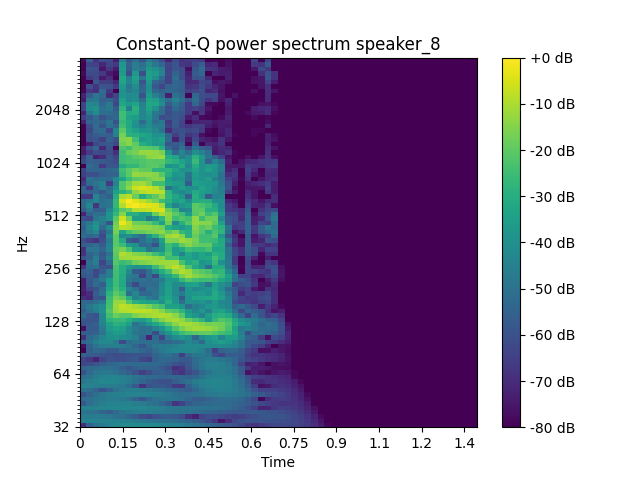 Constant-Q power spectrum speaker_8
Hz
2048
1024
512
256
128
64
32
0 0.15 0.3 0.45 0.6 0.75 0.9 1.1 1.2 1.4
Time
+0 dB
-10 dB
-20 dB
-30 dB
-40 dB
-50 dB
-60 dB
-70 dB
-80 dB